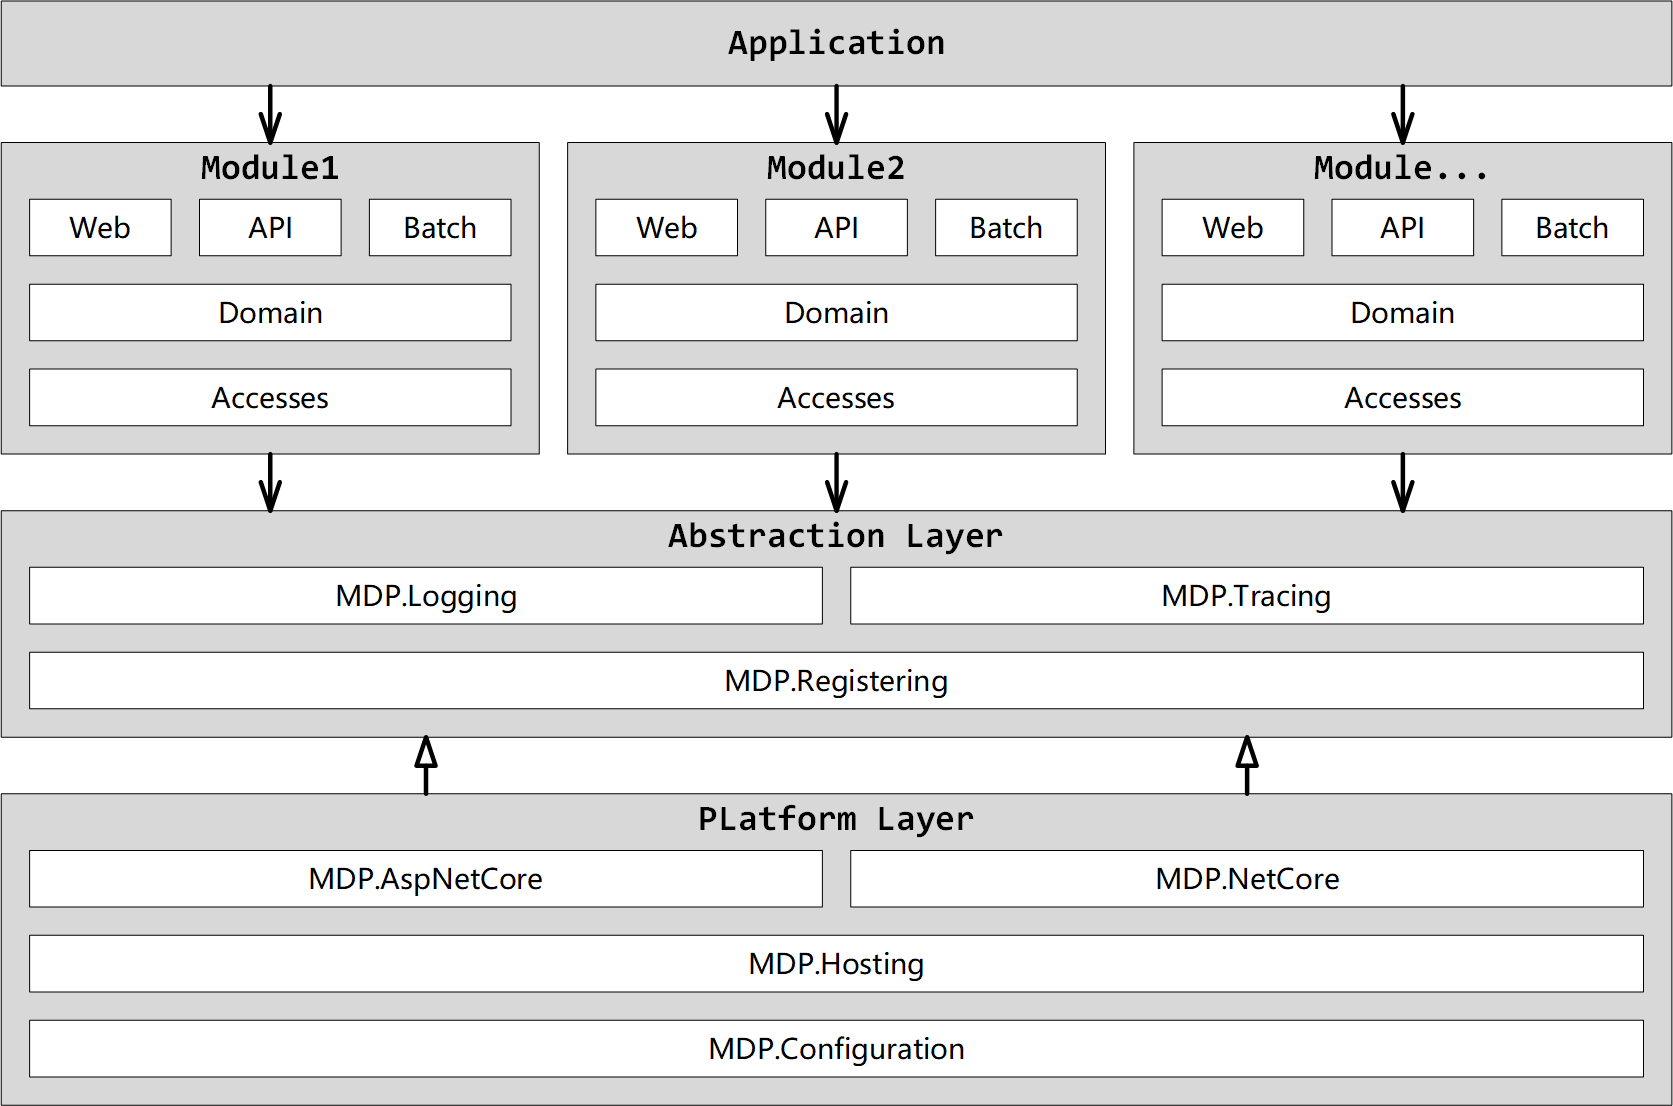 Application
Module1
Web API Batch
Domain
Accesses
Module2
Web API Batch
Domain
Accesses
Module...
Web API Batch
Domain
Accesses
Abstraction Layer
MDP.Logging
MDP.Tracing
MDP.Registering
PLatform Layer
MDP.AspNetCore
MDP.NetCore
MDP.Hosting
MDP.Configuration